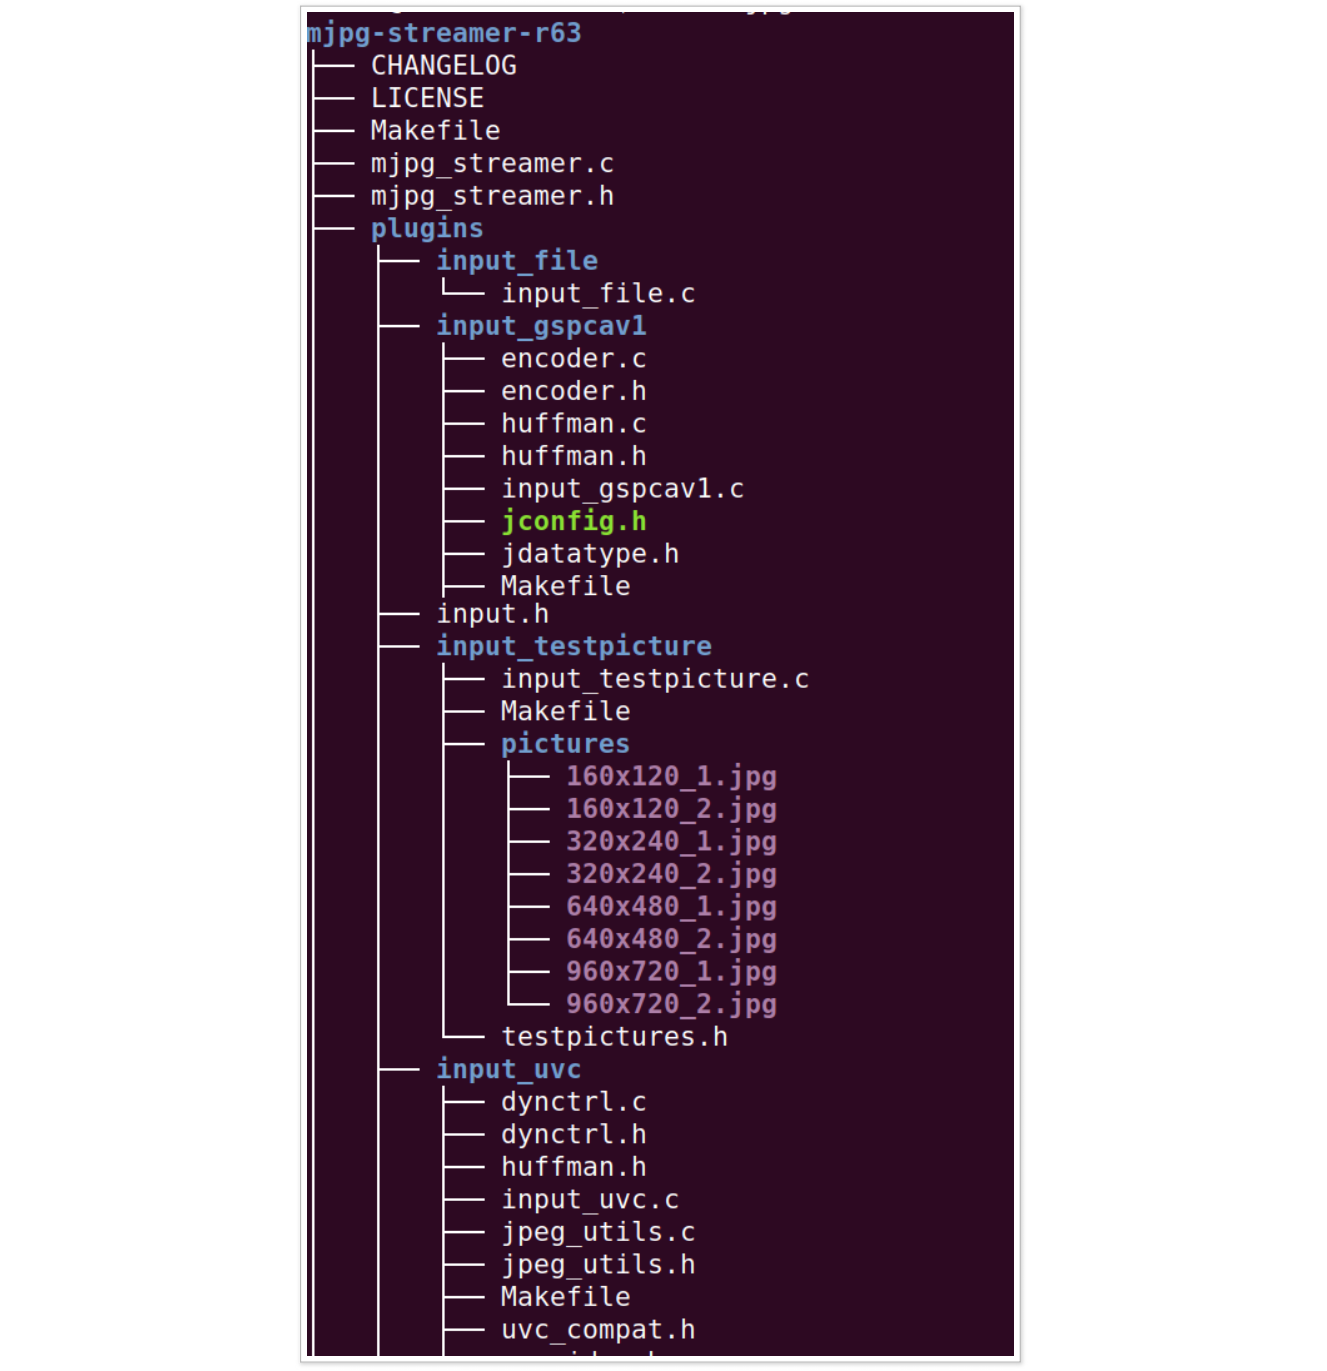 mjpg-streamer-r63
├── CHANGELOG
├── LICENSE
├── Makefile
├── mjpg_streamer.c
├── mjpg_streamer.h
├── plugins
│   ├── input_file
│   │   └── input_file.c
│   ├── input_gspcav1
│   │   ├── encoder.c
│   │   ├── encoder.h
│   │   ├── huffman.c
│   │   ├── huffman.h
│   │   ├── input_gspcav1.c
│   │   ├── jconfig.h
│   │   ├── jdatatype.h
│   │   ├── Makefile
│   ├── input.h
│   ├── input_testpicture
│   │   ├── input_testpicture.c
│   │   ├── Makefile
│   │   ├── pictures
│   │   │   ├── 160x120_1.jpg
│   │   │   ├── 160x120_2.jpg
│   │   │   ├── 320x240_1.jpg
│   │   │   ├── 320x240_2.jpg
│   │   │   ├── 640x480_1.jpg
│   │   │   ├── 640x480_2.jpg
│   │   │   ├── 960x720_1.jpg
│   │   │   └── 960x720_2.jpg
│   │   └── testpictures.h
│   ├── input_uvc
│   │   ├── dynctrl.c
│   │   ├── dynctrl.h
│   │   ├── huffman.h
│   │   ├── input_uvc.c
│   │   ├── jpeg_utils.c
│   │   ├── jpeg_utils.h
│   │   ├── Makefile
│   │   ├── uvc_compat.h